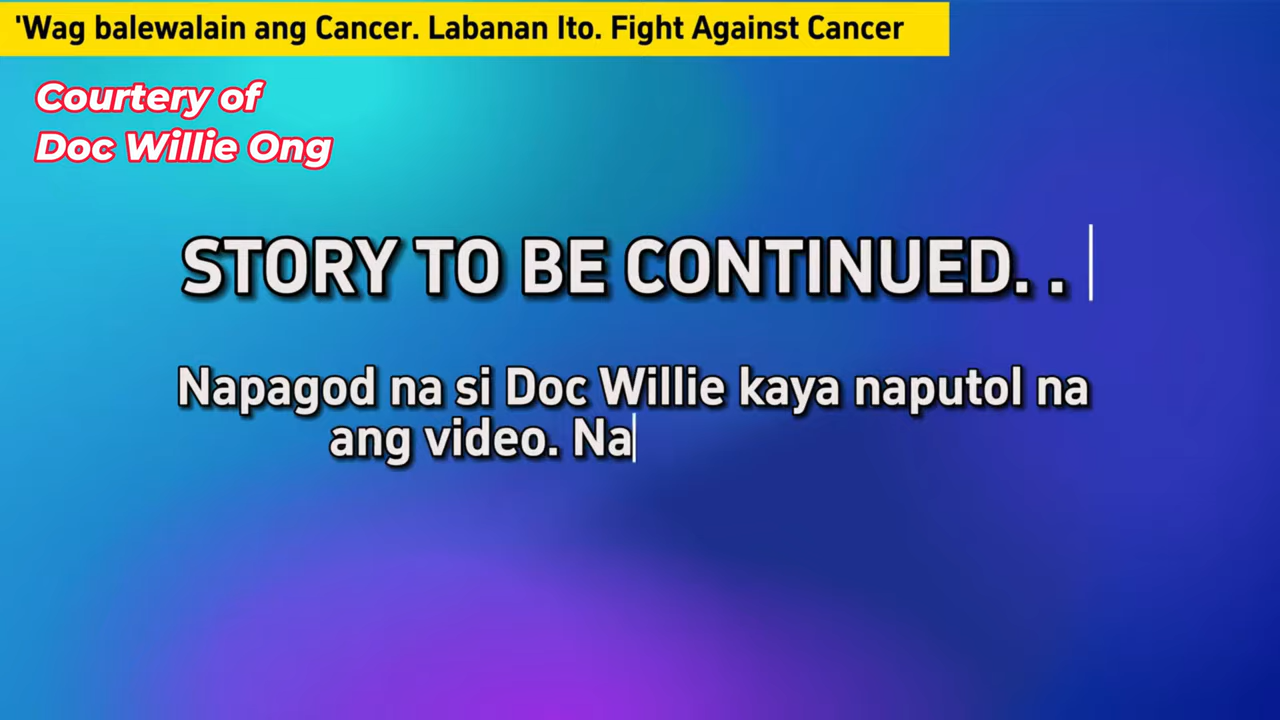 'Wag balewalain ang Cancer. Labanan Ito. Fight Against Cancer
Courtery of
Doc Willie Ong
STORY TO BE CONTINUED. .
Napagod na si Doc Willie kaya naputol na
ang video. Na